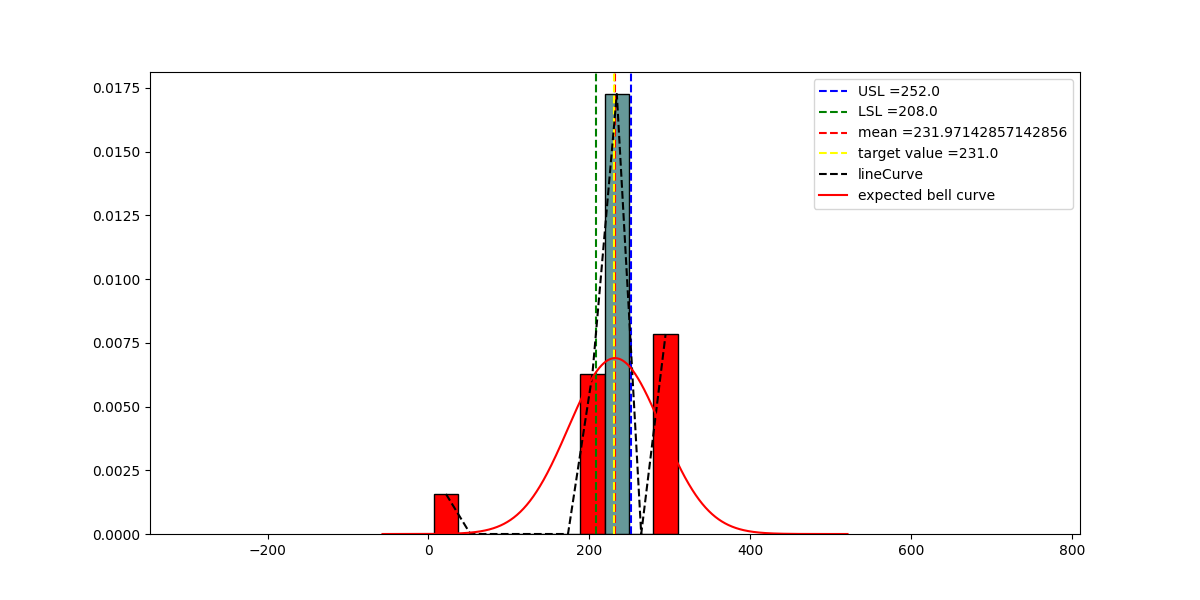 0.0175
0.0150
0.0125
0.0100
0.0075
0.0050
0.0025
0.0000
−200
0
200
400
600
800
USL =252.0
LSL =208.0
mean =231.97142857142856
target value =231.0
lineCurve
expected bell curve